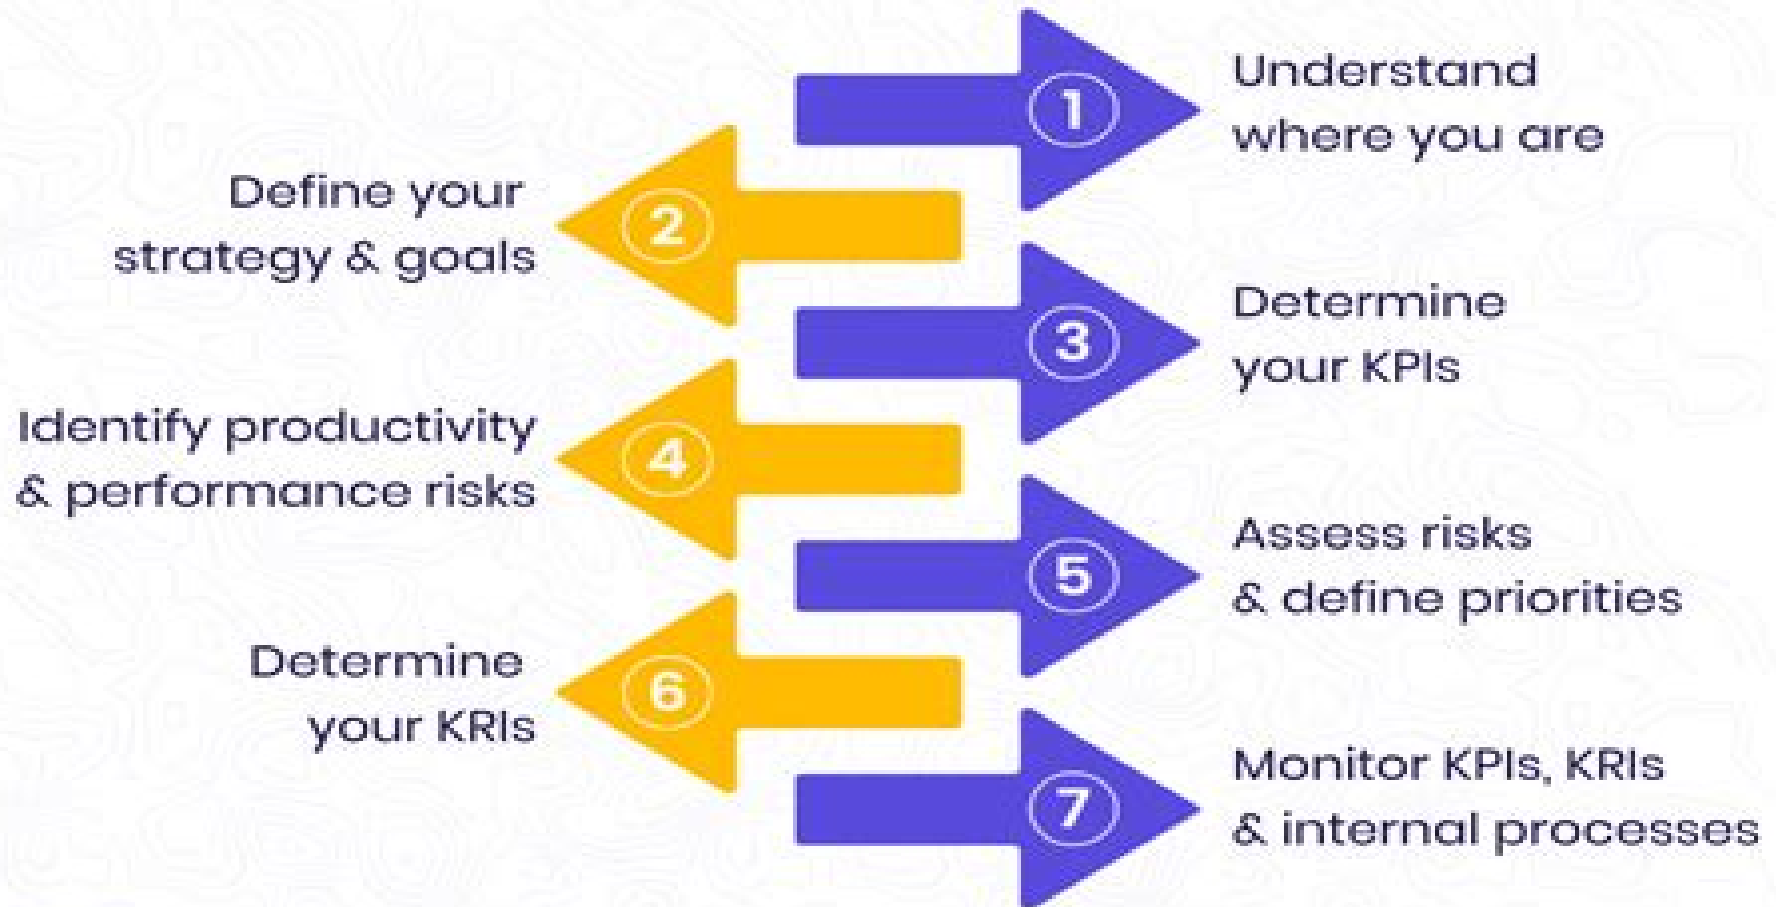 1
Understand
where you are
2
Define your
strategy & goals
3
Determine
your KPIs
4
Identify productivity
& performance risks
5
Assess risks
& define priorities
6
Determine
your KRIs
7
Monitor KPIs, KRIs
& internal processes